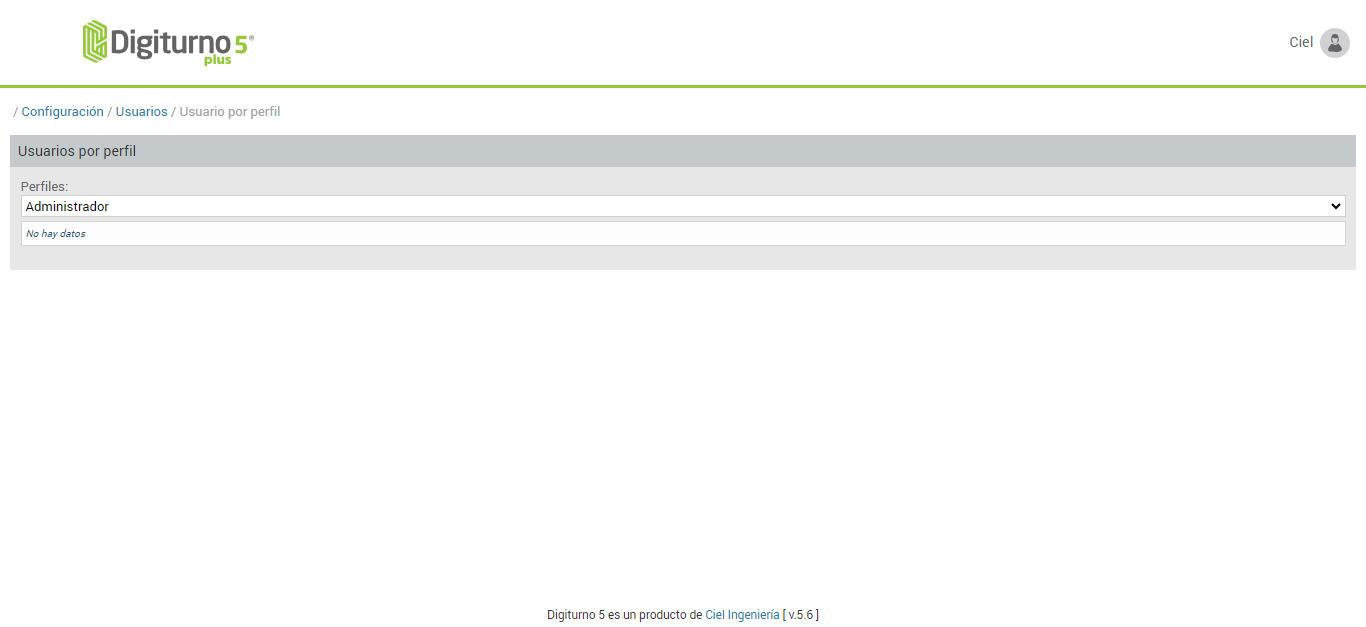 Digiturno 5®
plus
Ciel
/ Configuración / Usuarios / Usuario por perfil
Usuarios por perfil
Perfiles:
Administrador
No hay datos
Digiturno 5 es un producto de Ciel Ingeniería [ v.5.6 ]